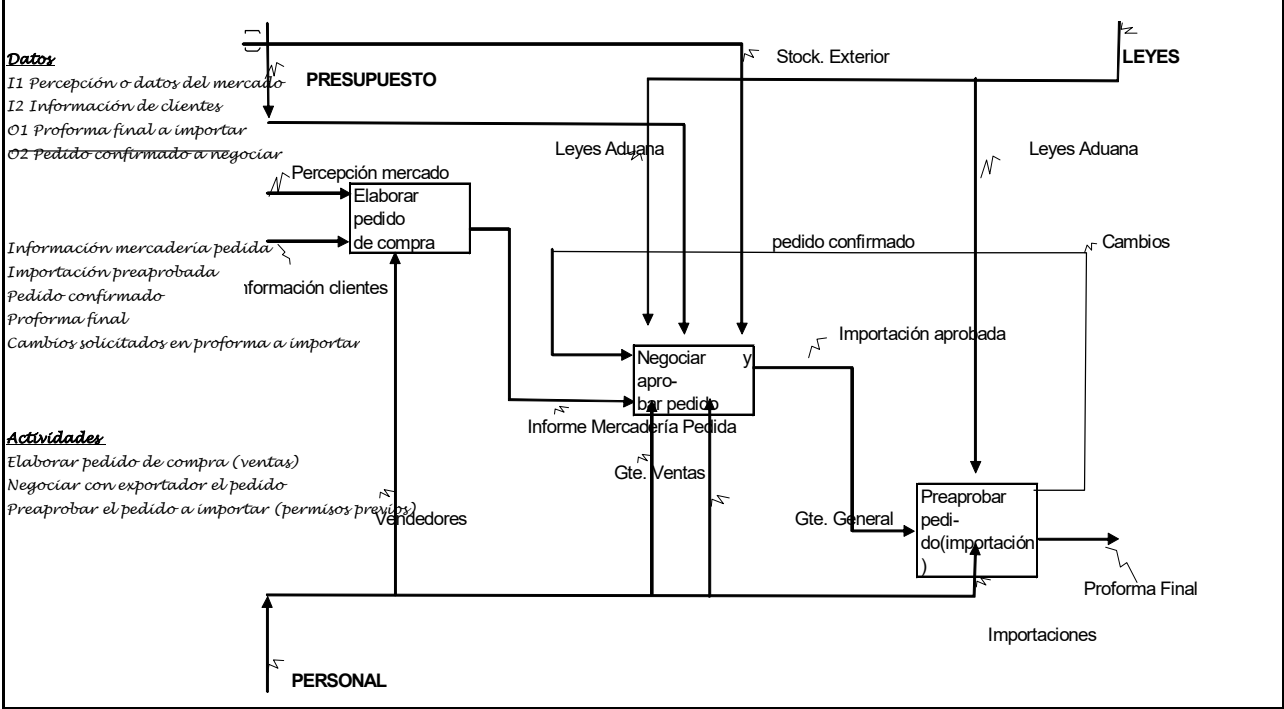 Datos
I1 Percepción o datos del mercado
I2 Información de clientes
O1 Proforma final a importar
O2 Pedido confirmado a negociar
Información mercadería pedida
Importación preaprobada
Pedido confirmado
Proforma final
Cambios solicitados en proforma a importar
Actividades
Elaborar pedido de compra (ventas)
Negociar con exportador el pedido
Preaprobar el pedido a importar (permisos previos)
PRESUPUESTO
Stock. Exterior
LEYES
Leyes Aduana
Leyes Aduana
Percepción mercado
Elaborar
pedido
de compra
nformación clientes
pedido confirmado
Cambios
Importación aprobada
Negociar y
apro-
bar pedido
Informe Mercadería Pedida
Gte. Ventas
Vendedores
Gte. General
Preaprobar
pedi-
do(importación
)
Proforma Final
Importaciones
PERSONAL